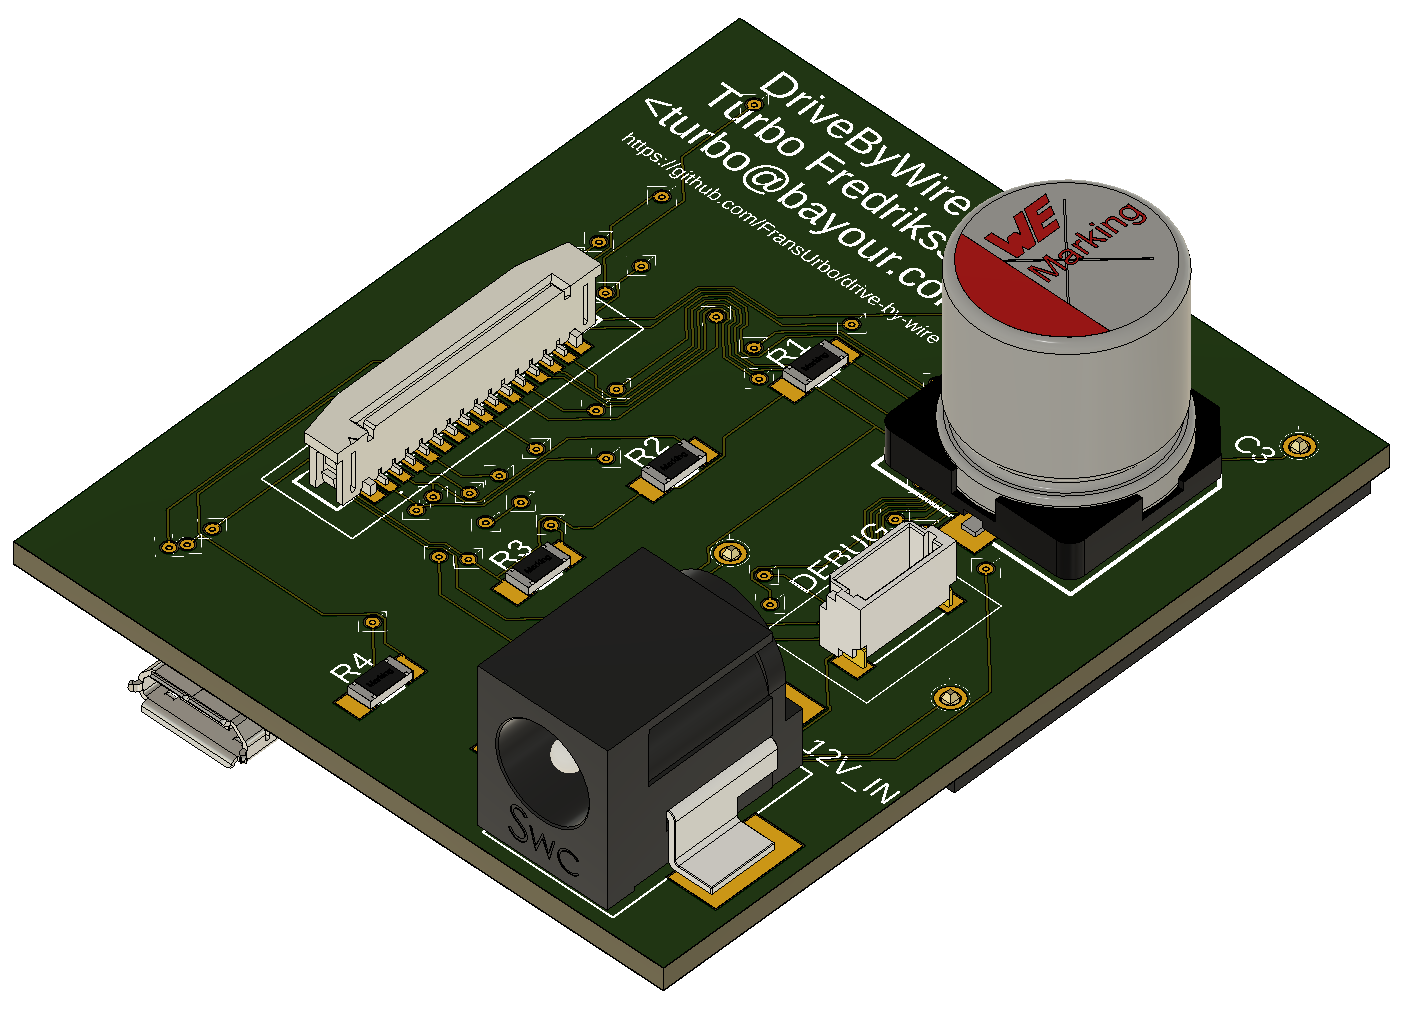 DriveByWire
Turbo Fredriks
<turbo@bayour.co
https://github.com/FransUrbo/drive-by-wire
WE
Marking
R1
C3
R2
DEBUG
R3
R4
12V_IN
SWC